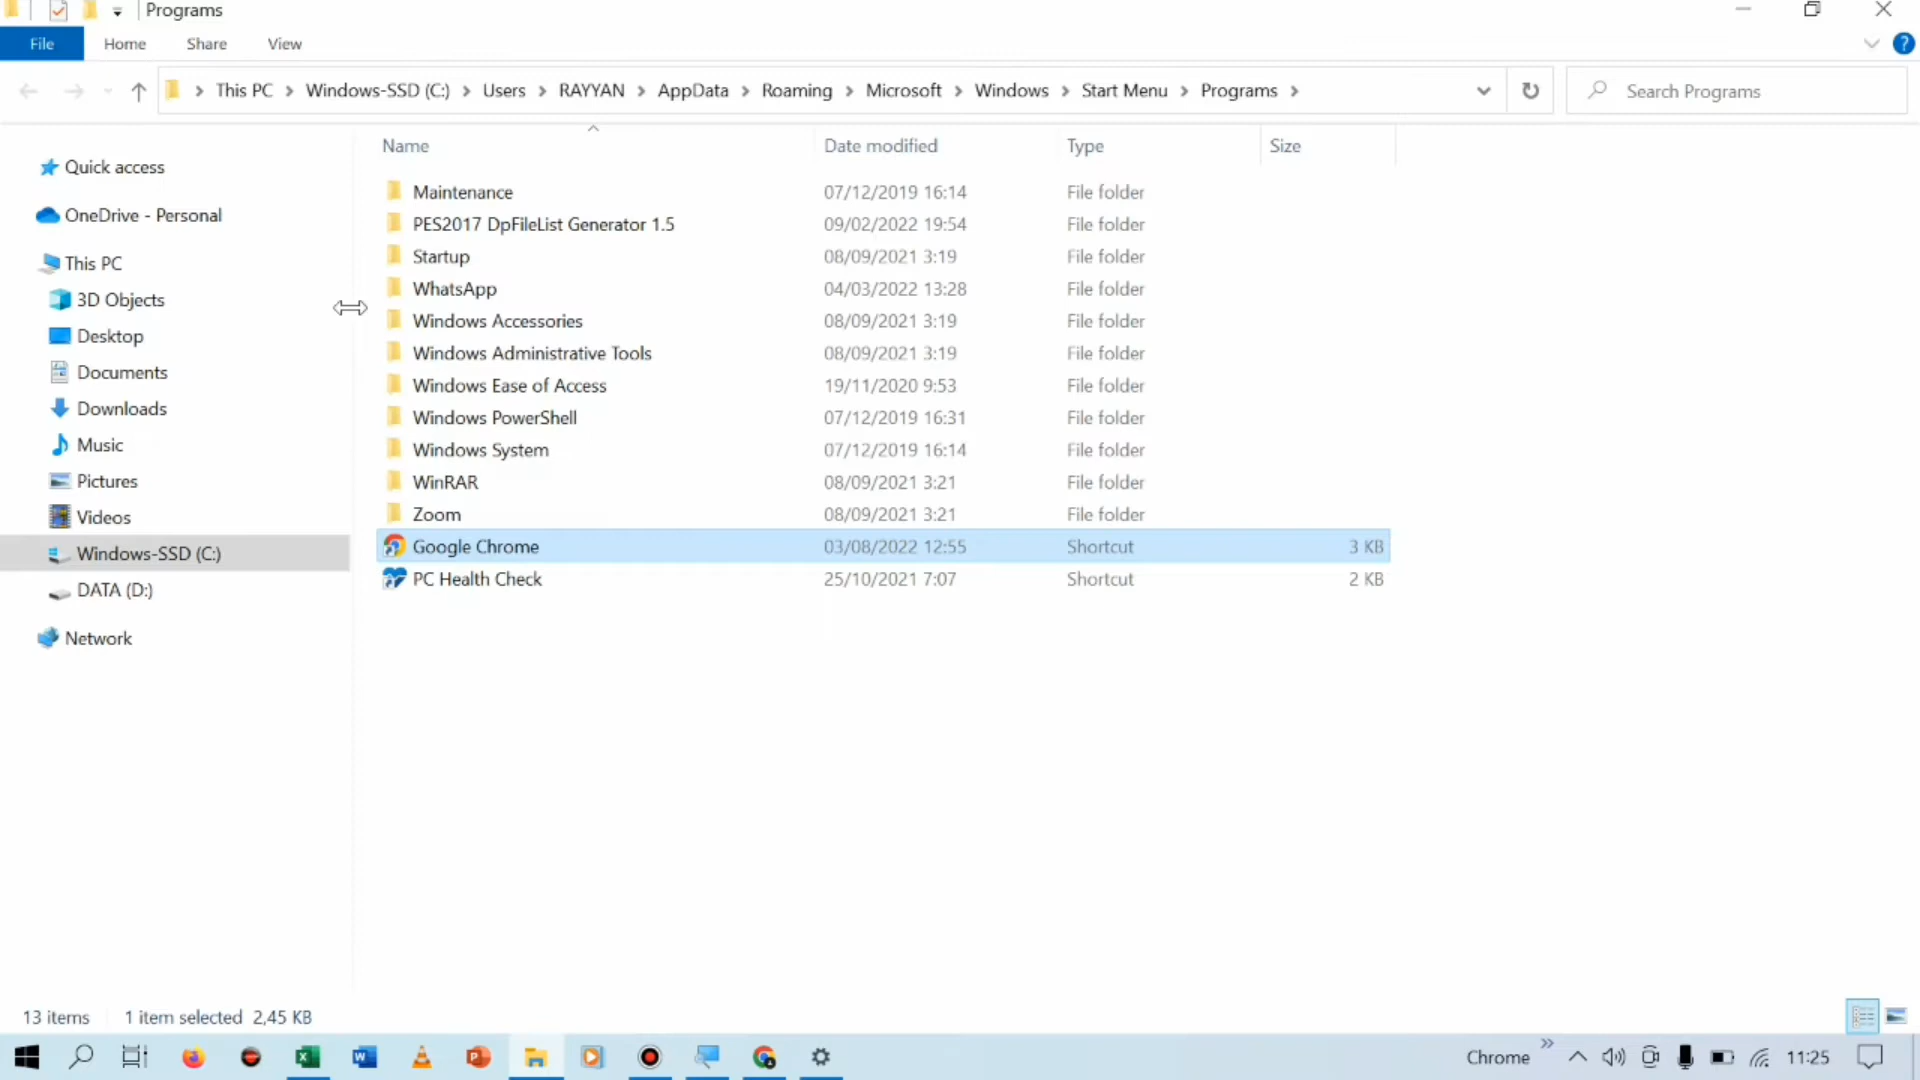 Programs
File Home Share View
This PC Windows-SSD (C:) Users RAYYAN AppData Roaming Microsoft Windows Start Menu Programs Search Programs
Name Date modified Type Size
Quick access
OneDrive - Personal
This PC
3D Objects
Desktop
Documents
Downloads
Music
Pictures
Videos
Windows-SSD (C:)
DATA (D:)
Network
Maintenance 07/12/2019 16:14 File folder
PES2017 DpFileList Generator 1.5 09/02/2022 19:54 File folder
Startup 08/09/2021 3:19 File folder
WhatsApp 04/03/2022 13:28 File folder
Windows Accessories 08/09/2021 3:19 File folder
Windows Administrative Tools 08/09/2021 3:19 File folder
Windows Ease of Access 19/11/2020 9:53 File folder
Windows PowerShell 07/12/2019 16:31 File folder
Windows System 07/12/2019 16:14 File folder
WinRAR 08/09/2021 3:21 File folder
Zoom 08/09/2021 3:21 File folder
Google Chrome 03/08/2022 12:55 Shortcut 3 KB
PC Health Check 25/10/2021 7:07 Shortcut 2 KB
13 items 1 item selected 2,45 KB
Chrome 11:25